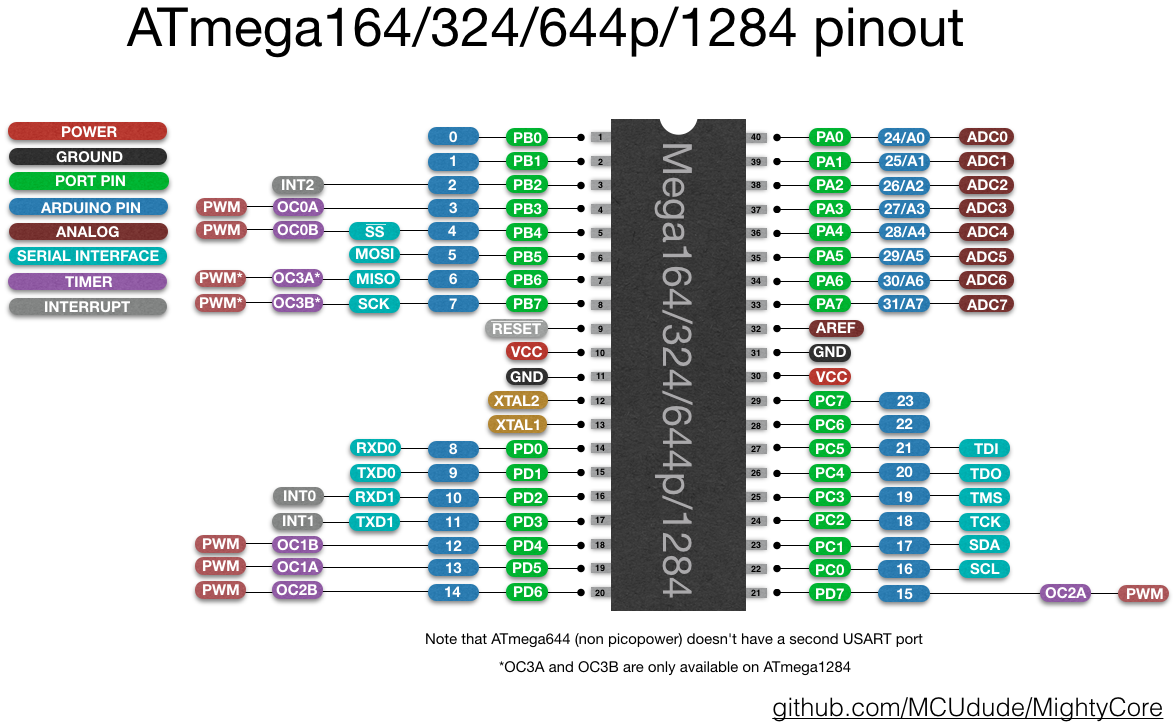 ATmega164/324/644p/1284 pinout
POWER
GROUND
PORT PIN
ARDUINO PIN
ANALOG
SERIAL INTERFACE
TIMER
INTERRUPT
0 PB0 1
1 PB1 2
INT2 2 PB2 3
PWM OC0A 3 PB3 4
PWM OC0B SS 4 PB4 5
MOSI 5 PB5 6
PWM* OC3A* MISO 6 PB6 7
PWM* OC3B* SCK 7 PB7 8
RESET 9
VCC 10
GND 11
XTAL2 12
XTAL1 13
RXD0 8 PD0 14
TXD0 9 PD1 15
INT0 RXD1 10 PD2 16
INT1 TXD1 11 PD3 17
PWM OC1B 12 PD4 18
PWM OC1A 13 PD5 19
PWM OC2B 14 PD6 20
Mega164/324/644p/1284
40 PA0 24/A0 ADC0
39 PA1 25/A1 ADC1
38 PA2 26/A2 ADC2
37 PA3 27/A3 ADC3
36 PA4 28/A4 ADC4
35 PA5 29/A5 ADC5
34 PA6 30/A6 ADC6
33 PA7 31/A7 ADC7
32 AREF
31 GND
30 VCC
29 PC7 23
28 PC6 22
27 PC5 21 TDI
26 PC4 20 TDO
25 PC3 19 TMS
24 PC2 18 TCK
23 PC1 17 SDA
22 PC0 16 SCL
21 PD7 15 OC2A PWM
Note that ATmega644 (non picopower) doesn't have a second USART port
*OC3A and OC3B are only available on ATmega1284
github.com/MCUdude/MightyCore